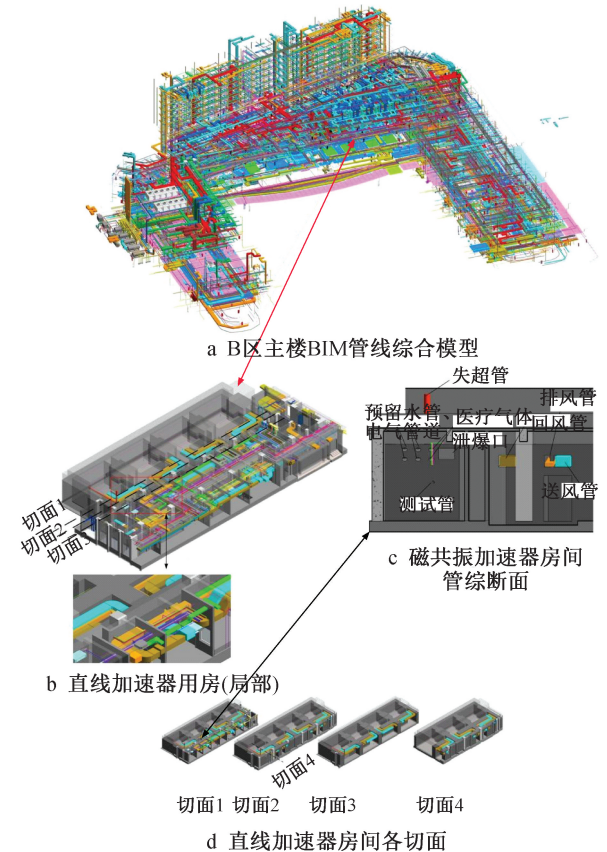 a B区主楼BIM管线综合模型
失超管
排风管
预留水管、医疗气体
回风管
电气管道
泄爆口
送风管
测试管
切面1
切面2
切面3
c 磁共振加速器房间
管综断面
b 直线加速器用房(局部)
切面4
切面1 切面2 切面3 切面4
d 直线加速器房间各切面